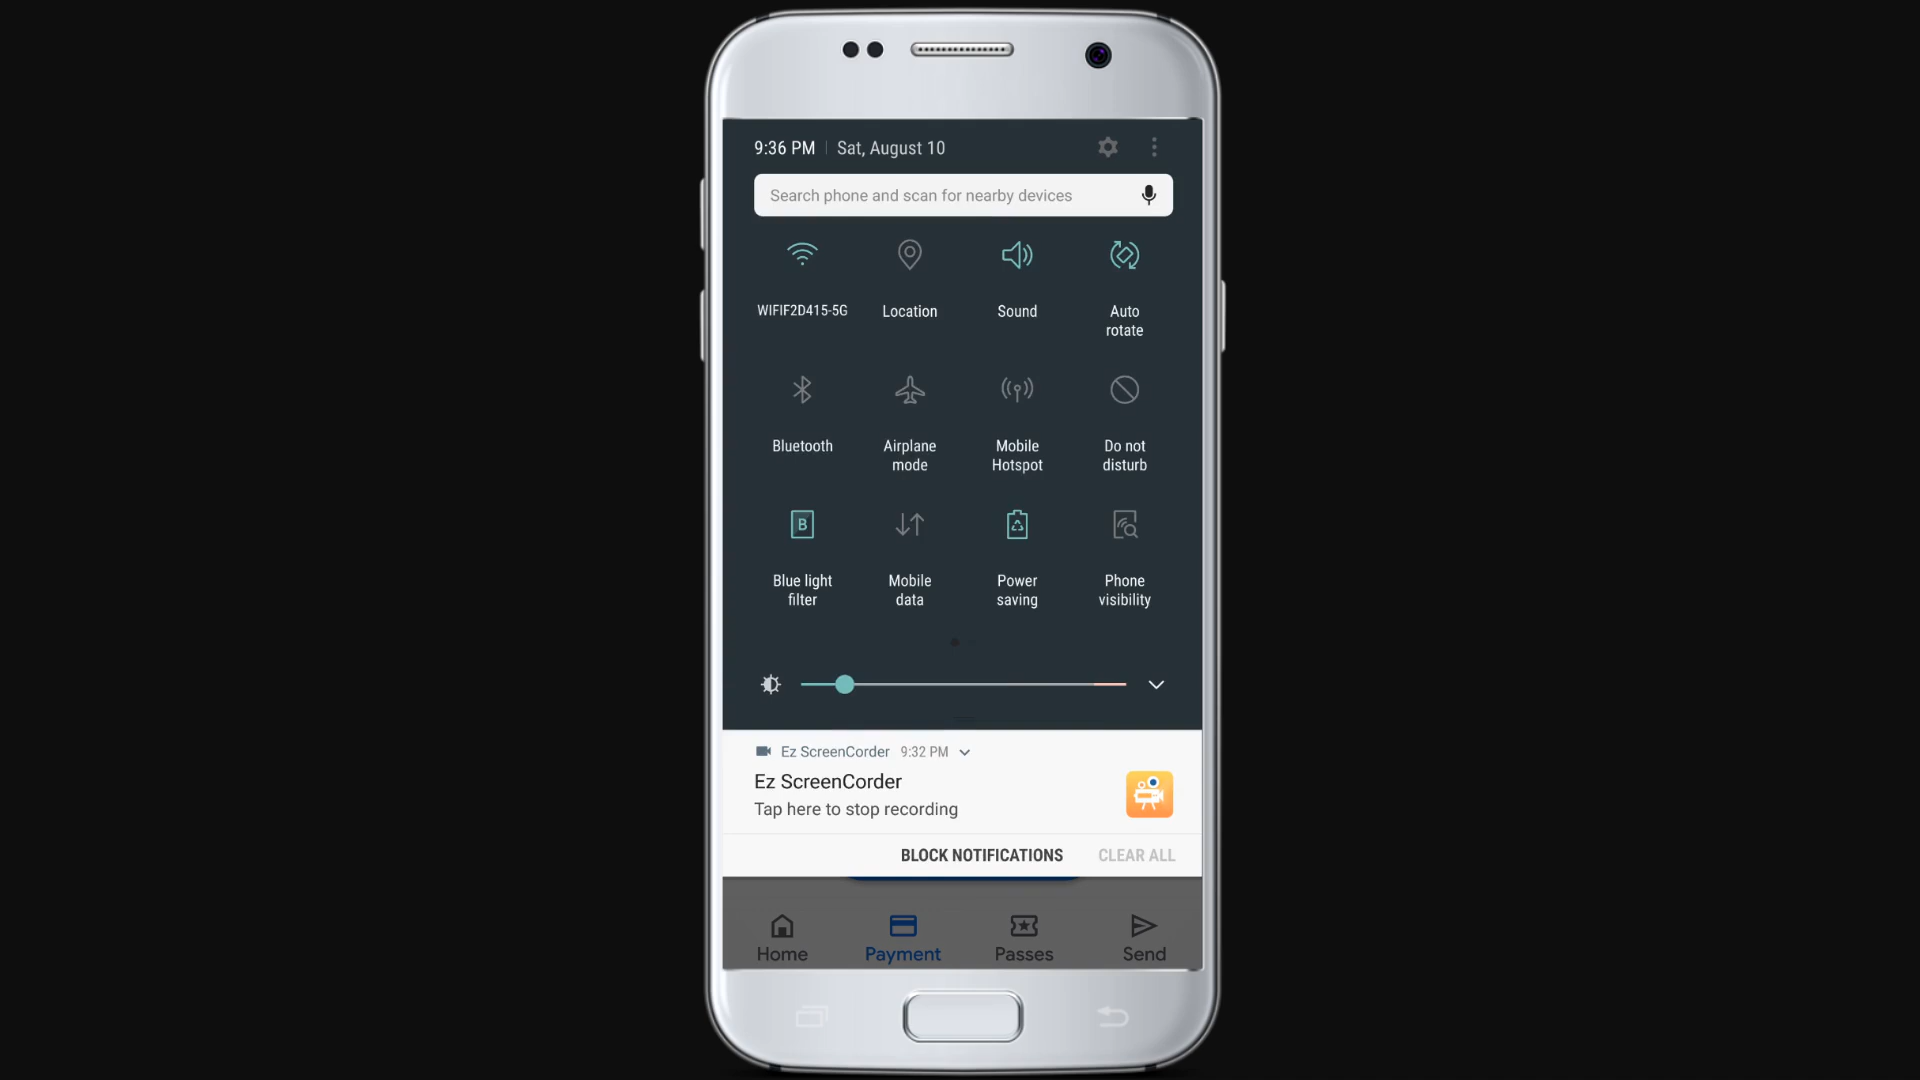 9:36 PM | Sat, August 10
Search phone and scan for nearby devices
WIFIF2D415-5G Location Sound Auto
rotate
Bluetooth Airplane Mobile Do not
mode Hotspot disturb
B
Blue light Mobile Power Phone
filter data saving visibility
Ez ScreenCorder 9:32 PM
Ez ScreenCorder
Tap here to stop recording
BLOCK NOTIFICATIONS CLEAR ALL
Home Payment Passes Send